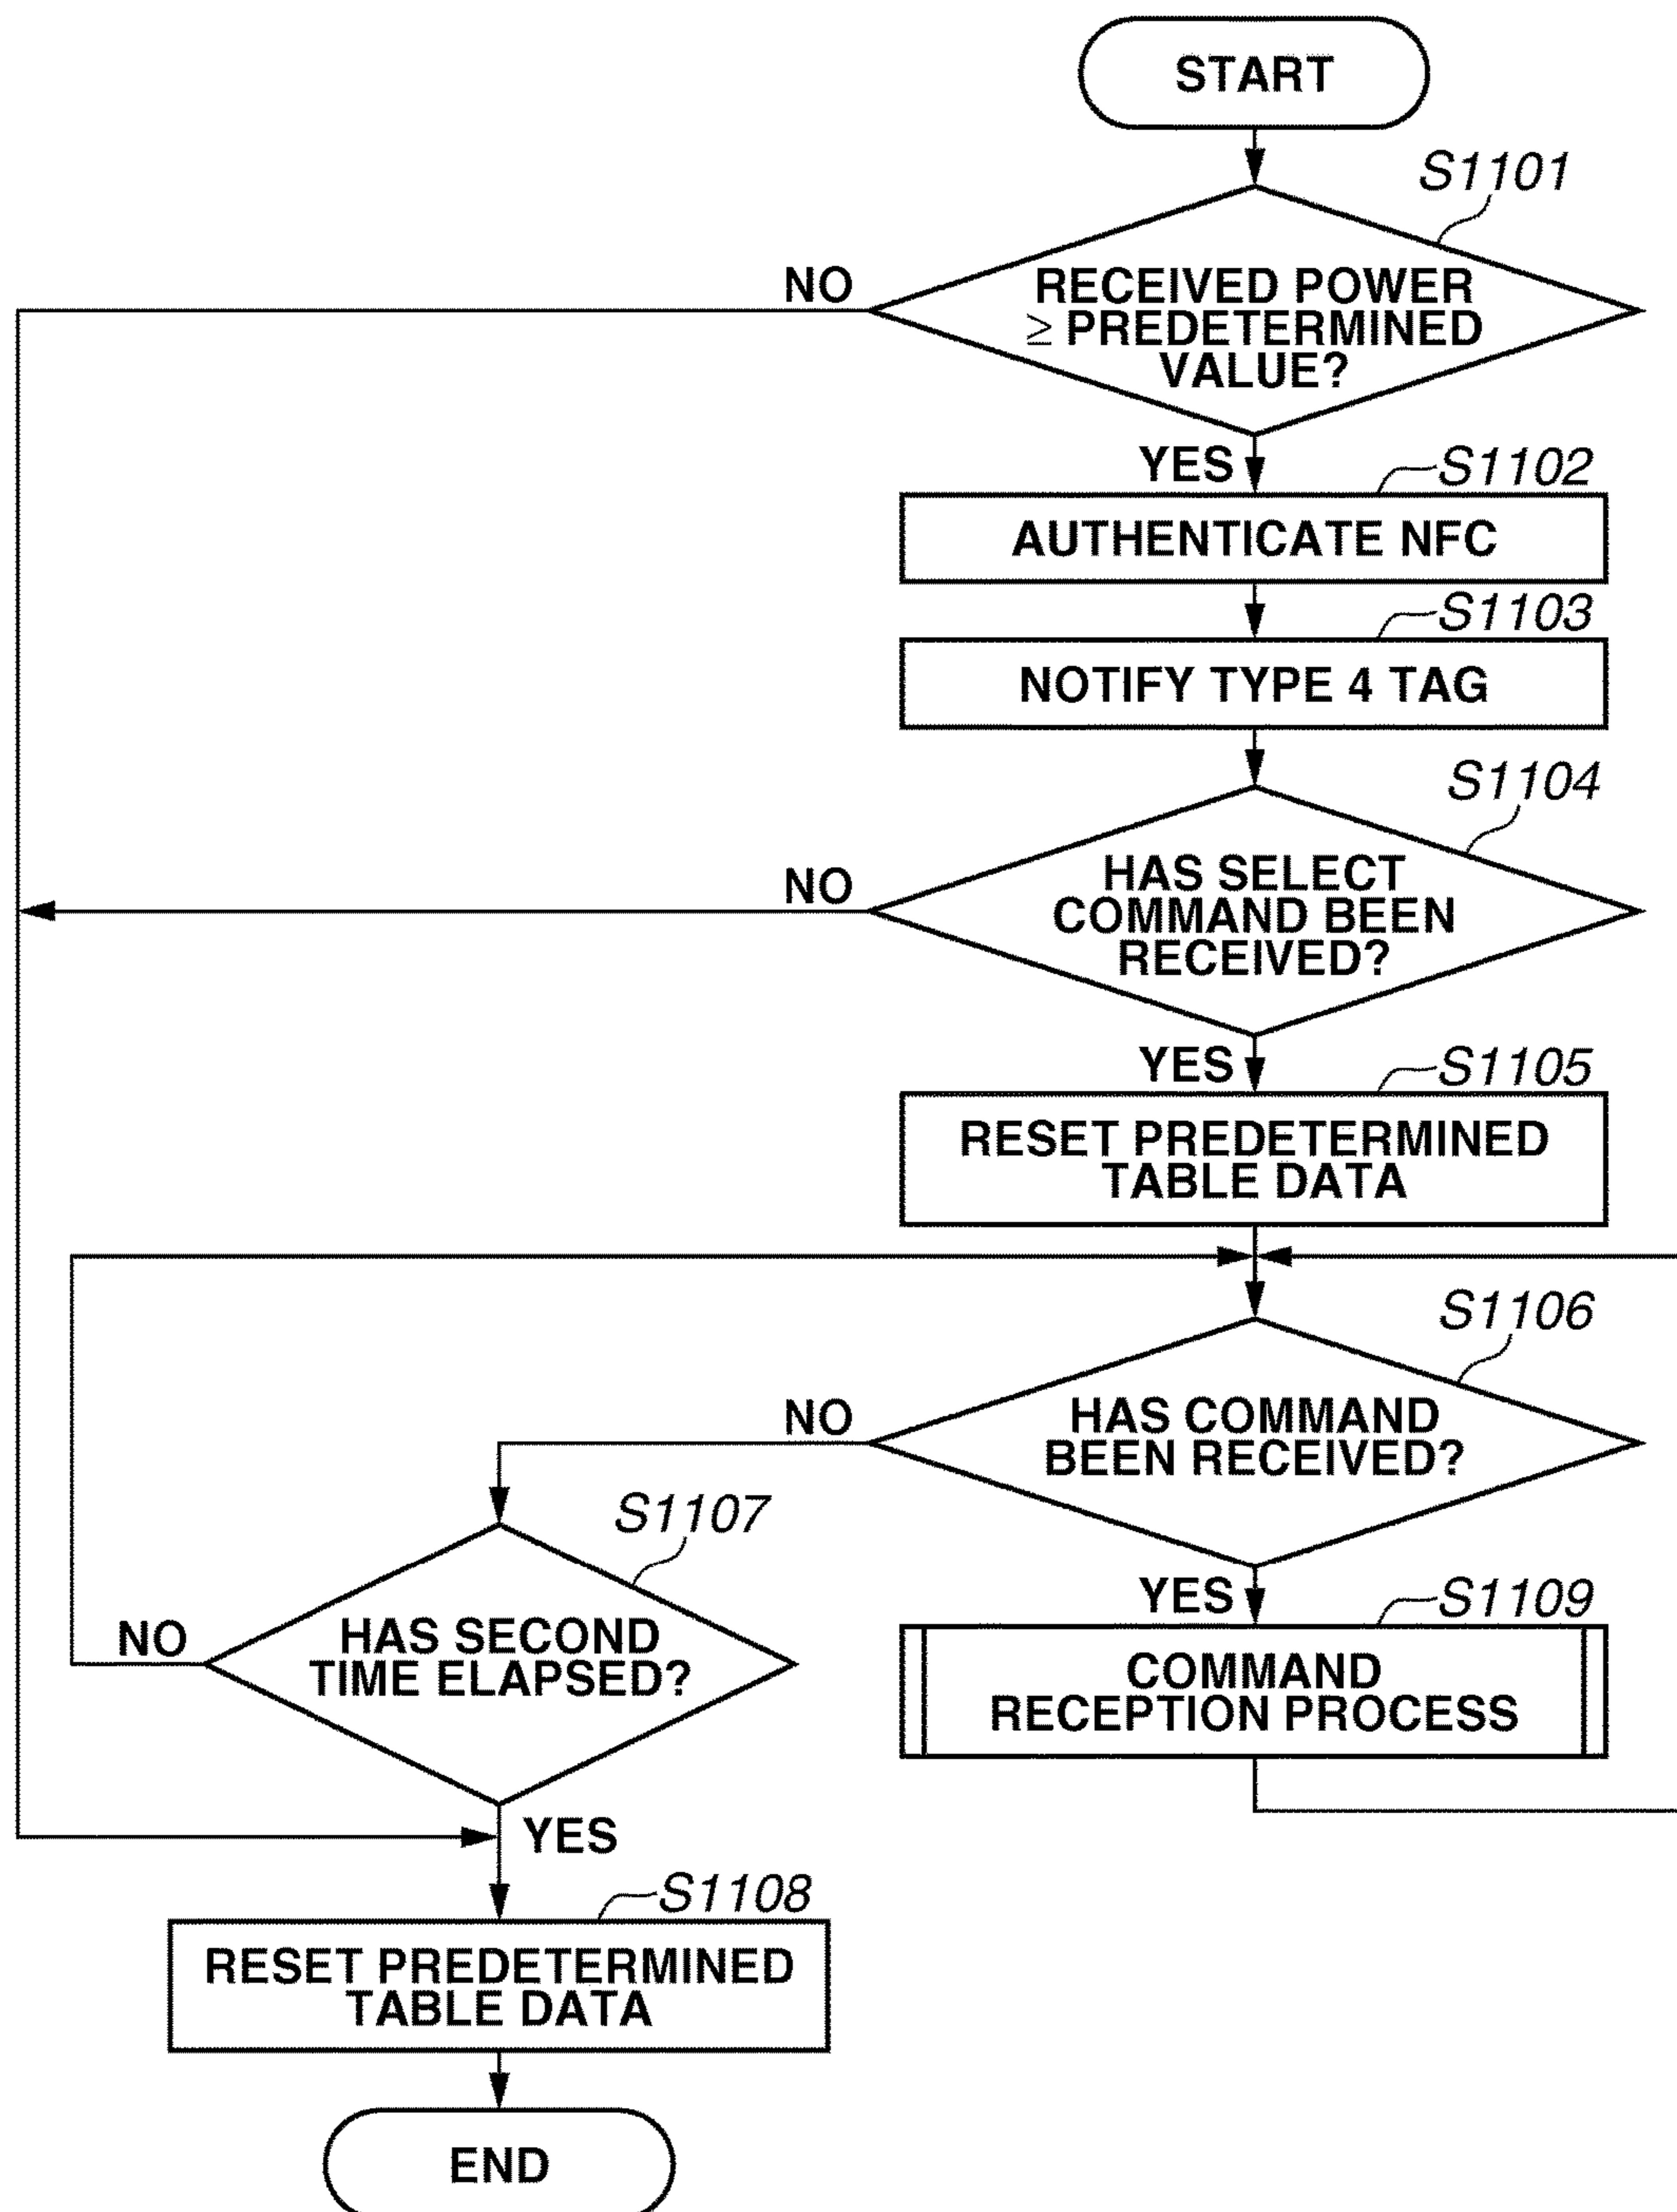 START
S1101
NO
RECEIVED POWER
≥ PREDETERMINED
VALUE?
YES
S1102
AUTHENTICATE NFC
S1103
NOTIFY TYPE 4 TAG
S1104
NO
HAS SELECT
COMMAND BEEN
RECEIVED?
YES
S1105
RESET PREDETERMINED
TABLE DATA
S1106
NO
HAS COMMAND
BEEN RECEIVED?
S1107
NO
HAS SECOND
TIME ELAPSED?
YES
S1109
COMMAND
RECEPTION PROCESS
YES
S1108
RESET PREDETERMINED
TABLE DATA
END